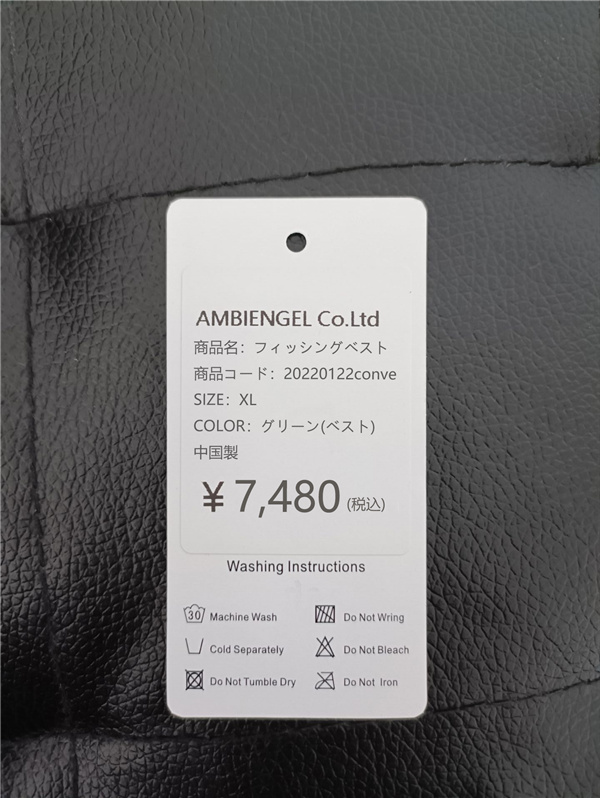 AMBIENGEL Co.Ltd
商品名：フィッシングベスト
商品コード：20220122conve
SIZE：XL
COLOR：グリーン(ベスト)
中国製
￥7,480(税込)
Washing Instructions
30 Machine Wash Do Not Wring
Cold Separately Do Not Bleach
Do Not Tumble Dry Do Not Iron